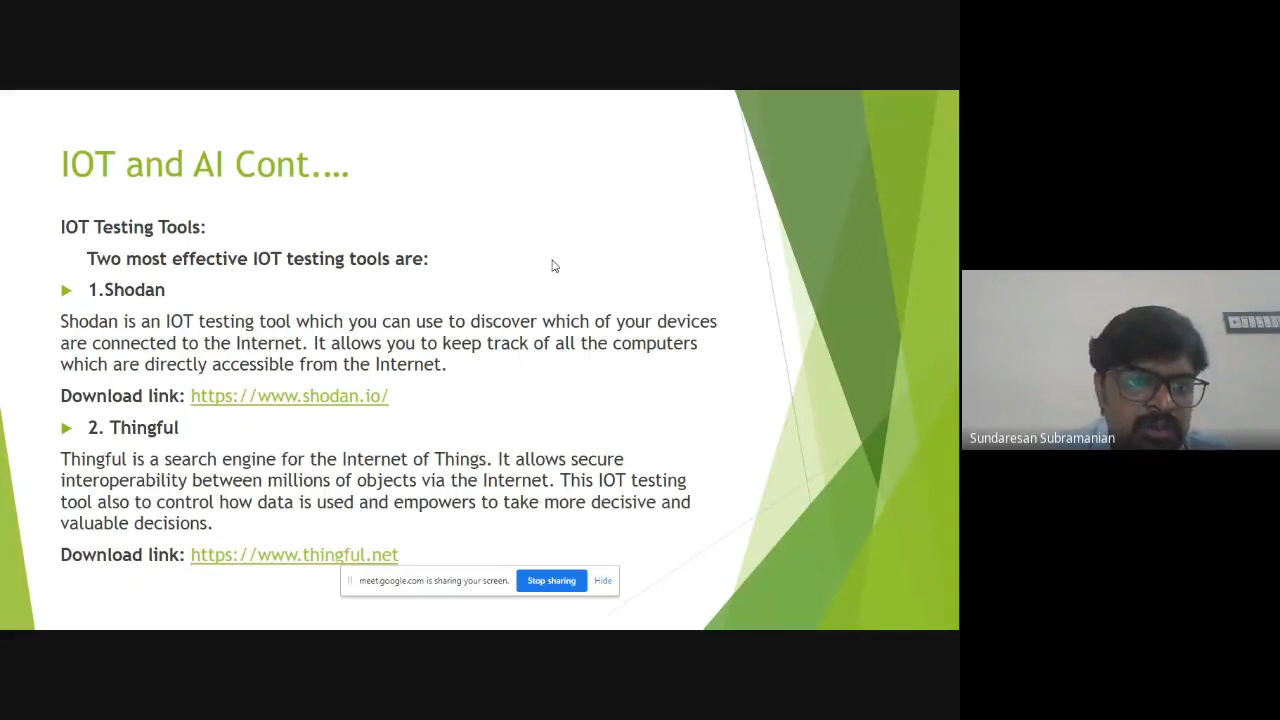 IOT and AI Cont.…
IOT Testing Tools:
Two most effective IOT testing tools are:
1.Shodan
Shodan is an IOT testing tool which you can use to discover which of your devices
are connected to the Internet. It allows you to keep track of all the computers
which are directly accessible from the Internet.
Download link: https://www.shodan.io/
2. Thingful
Thingful is a search engine for the Internet of Things. It allows secure
interoperability between millions of objects via the Internet. This IOT testing
tool also to control how data is used and empowers to take more decisive and
valuable decisions.
Download link: https://www.thingful.net
meet.google.com is sharing your screen. Stop sharing Hide
Sundaresan Subramanian